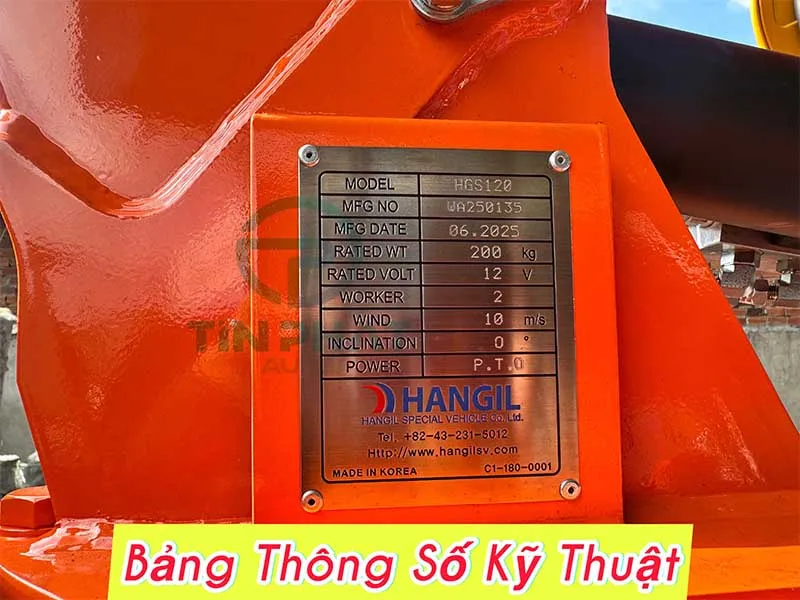 MODEL HGS120
MFG NO WA250135
MFG DATE 06.2025
RATED WT 200 kg
RATED VOLT 12 V
WORKER 2
WIND 10 m/s
INCLINATION 0 °
POWER P.T.O
HANGIL
HANGIL SPECIAL VEHICLE Co., Ltd.
Tel. +82-43-231-5012
Http://www.hangilsv.com
MADE IN KOREA C1-180-0001
Bảng Thông Số Kỹ Thuật